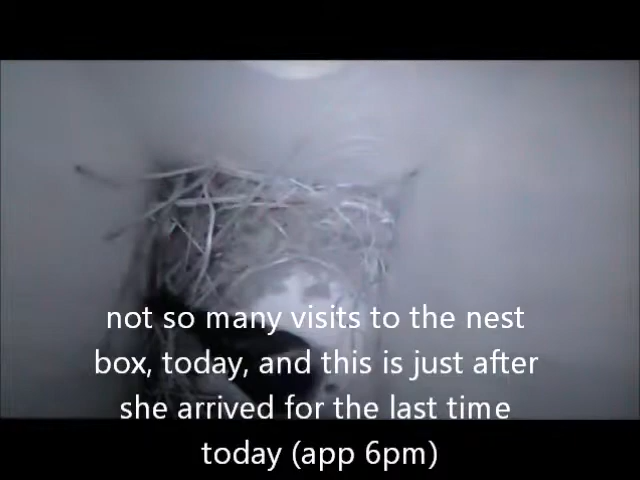 not so many visits to the nest
box, today, and this is just after
she arrived for the last time
today (app 6pm)